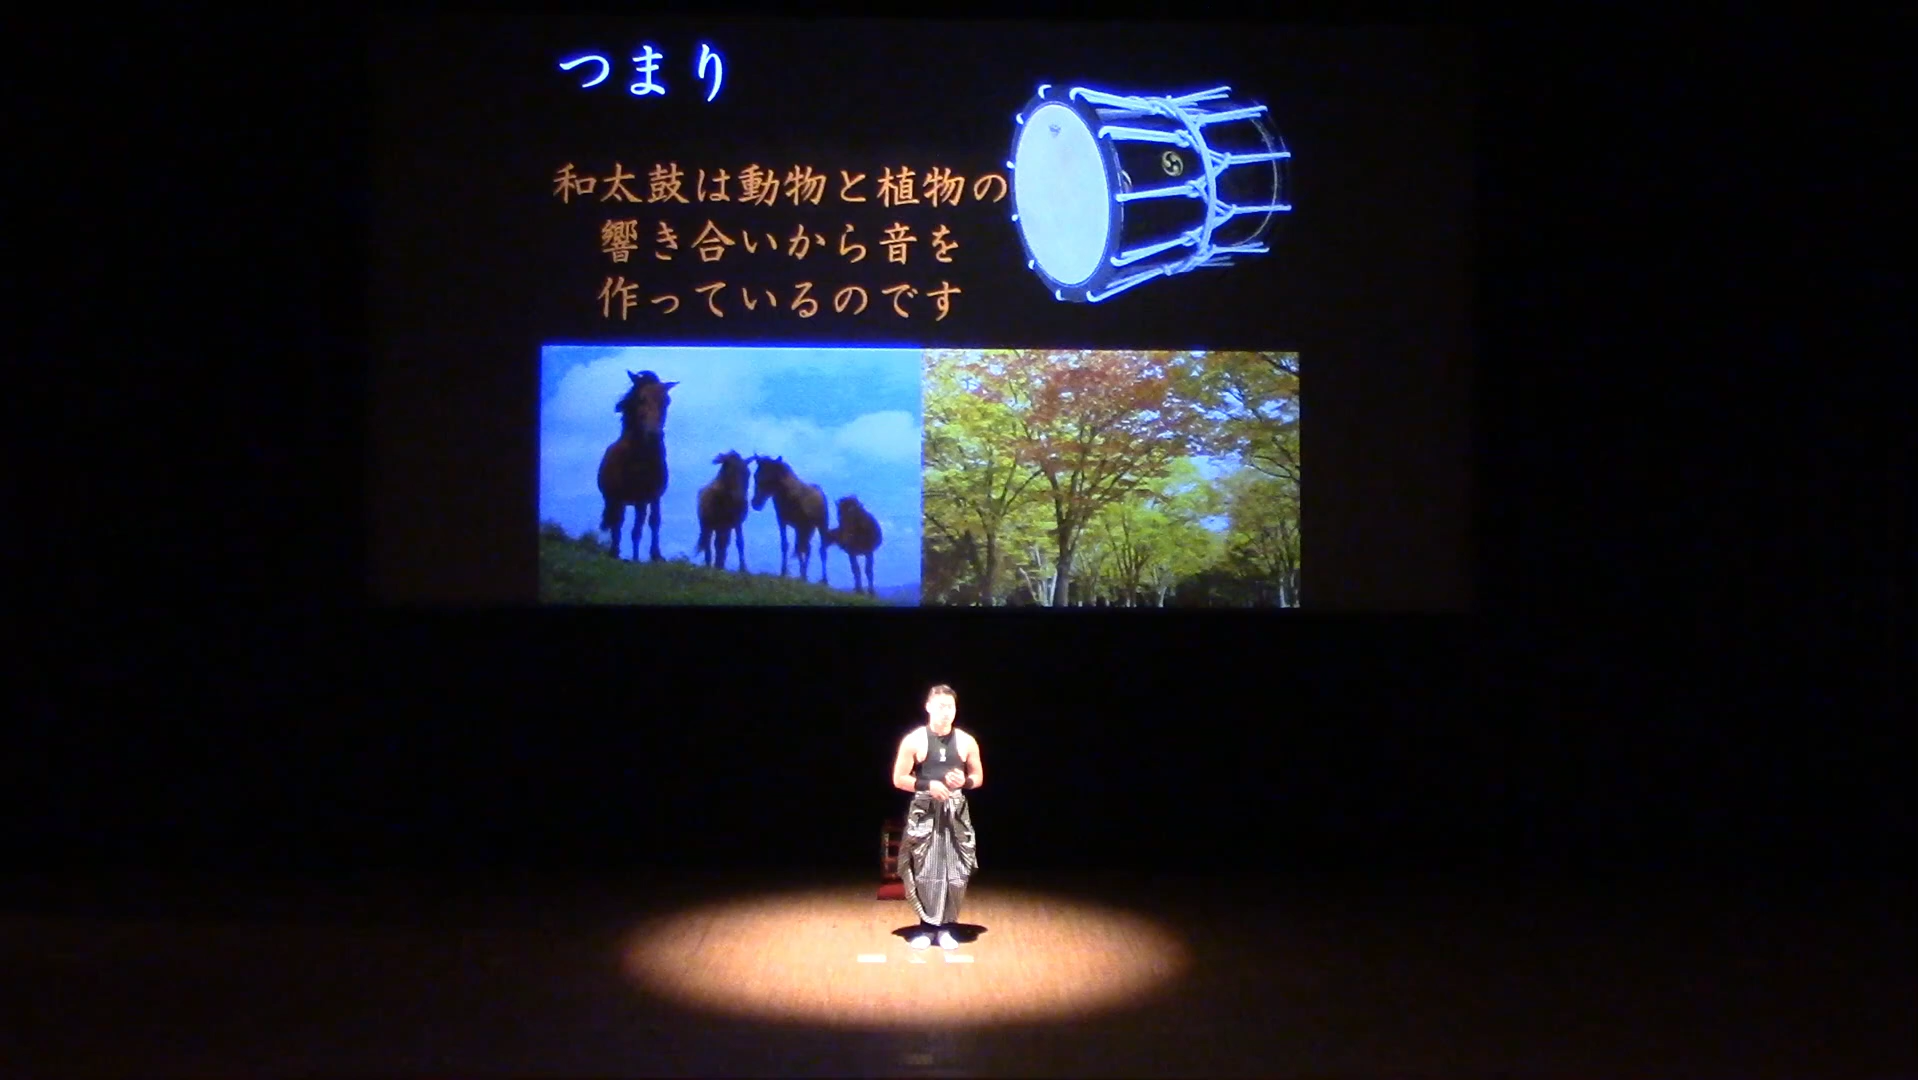 つまり
和太鼓は動物と植物の
響き合いから音を
作っているのです